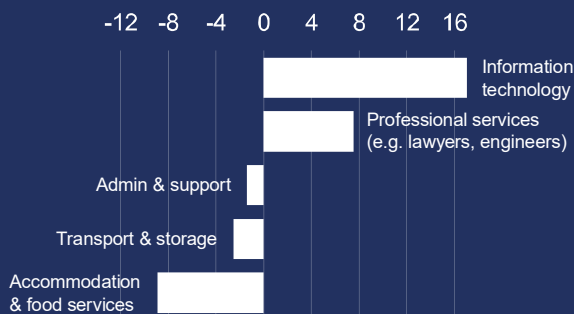 -12 -8 -4 0 4 8 12 16
Information
technology
Professional services
(e.g. lawyers, engineers)
Admin & support
Transport & storage
Accommodation
& food services